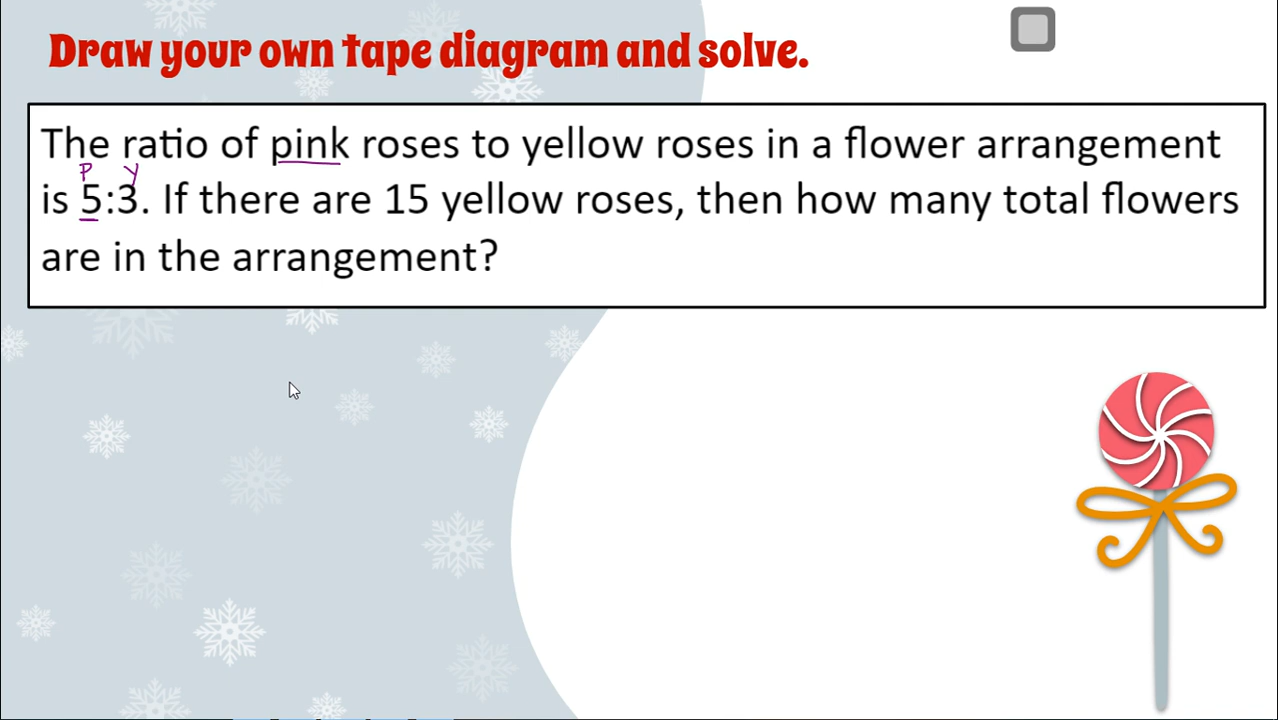 Draw your own tape diagram and solve.
The ratio of pink roses to yellow roses in a flower arrangement
P y
is 5:3. If there are 15 yellow roses, then how many total flowers
are in the arrangement?